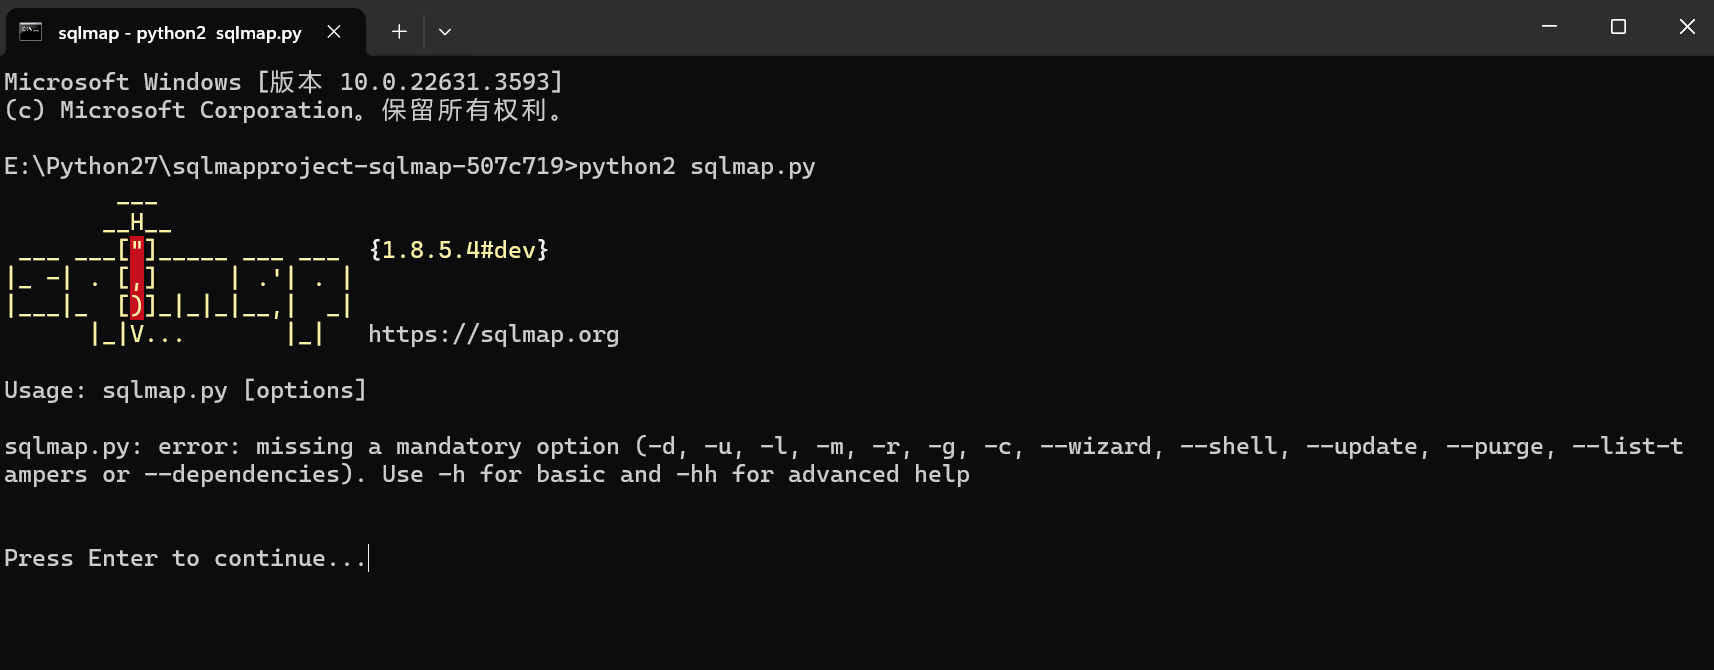 sqlmap - python2  sqlmap.py
Microsoft Windows [版本 10.0.22631.3593]
(c) Microsoft Corporation。保留所有权利。
E:\Python27\sqlmapproject-sqlmap-507c719>python2 sqlmap.py
        ___
       __H__
 ___ ___["]_____ ___ ___  {1.8.5.4#dev}
|_ -| . [,]     | .'| . |
|___|_  [)]_|_|_|__,|  _|
      |_|V...       |_|   https://sqlmap.org
Usage: sqlmap.py [options]
sqlmap.py: error: missing a mandatory option (-d, -u, -l, -m, -r, -g, -c, --wizard, --shell, --update, --purge, --list-t
ampers or --dependencies). Use -h for basic and -hh for advanced help
Press Enter to continue...